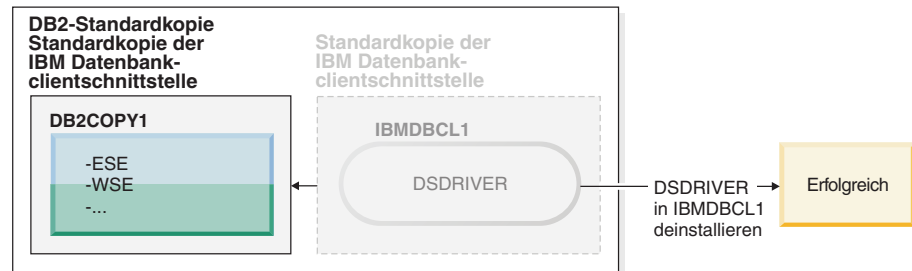 DB2-Standardkopie
Standardkopie der
IBM Datenbank-
clientschnittstelle
Standardkopie der
IBM Datenbank-
clientschnittstelle
DB2COPY1
-ESE
-WSE
-...
IBMDBCL1
DSDRIVER
DSDRIVER
in IBMDBCL1
deinstallieren
Erfolgreich